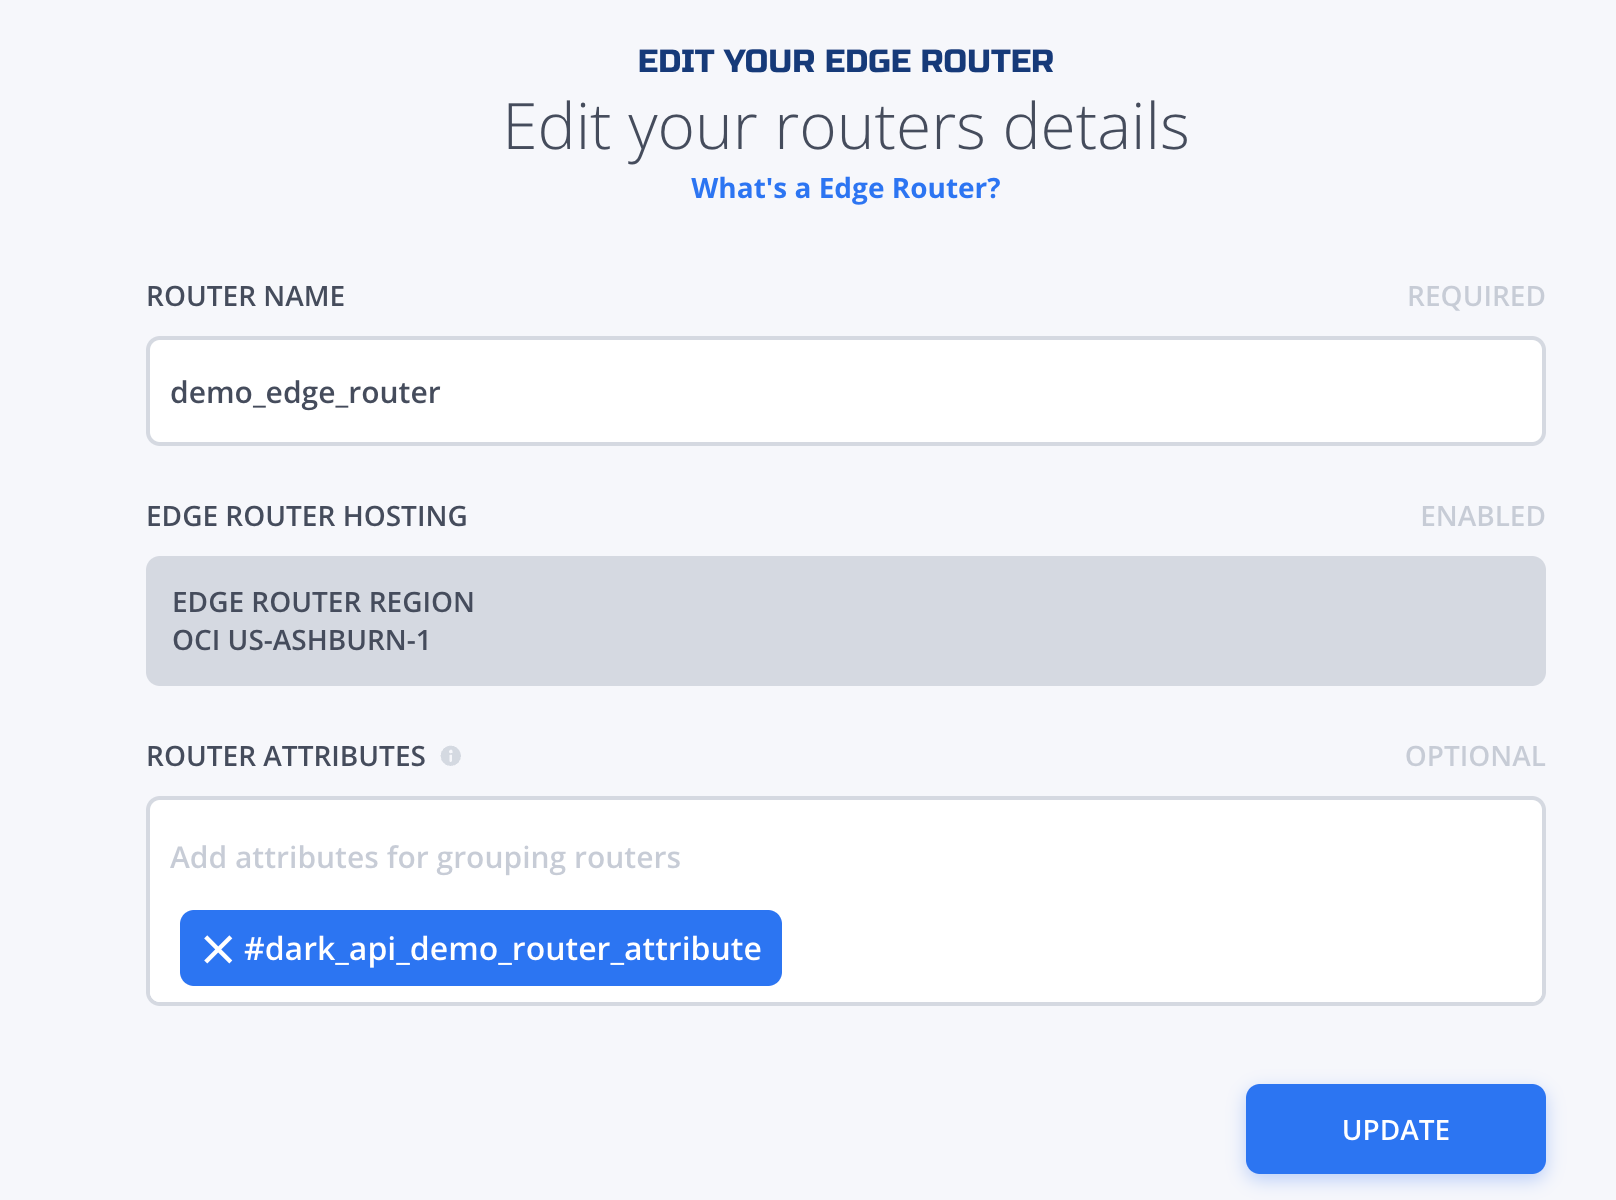 EDIT YOUR EDGE ROUTER
Edit your routers details
What's a Edge Router?
ROUTER NAME
REQUIRED
demo_edge_router
EDGE ROUTER HOSTING
ENABLED
EDGE ROUTER REGION
OCI US-ASHBURN-1
ROUTER ATTRIBUTES
OPTIONAL
Add attributes for grouping routers
#dark_api_demo_router_attribute
UPDATE